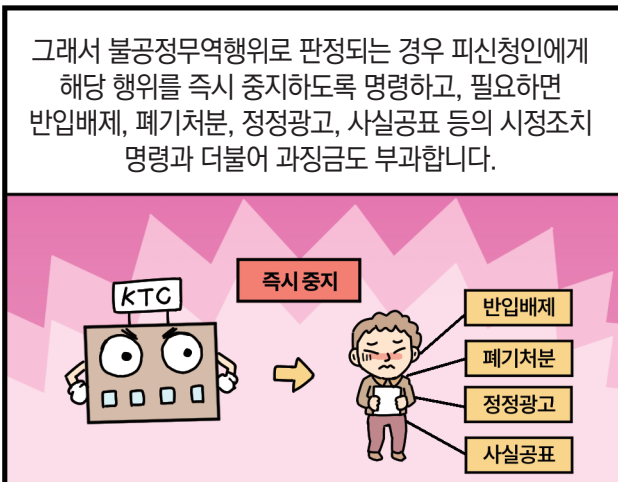 그래서 불공정무역행위로 판정되는 경우 피신청인에게
해당 행위를 즉시 중지하도록 명령하고, 필요하면
반입배제, 폐기처분, 정정광고, 사실공표 등의 시정조치
명령과 더불어 과징금도 부과합니다.
즉시 중지
KTC
반입배제
폐기처분
정정광고
사실공표